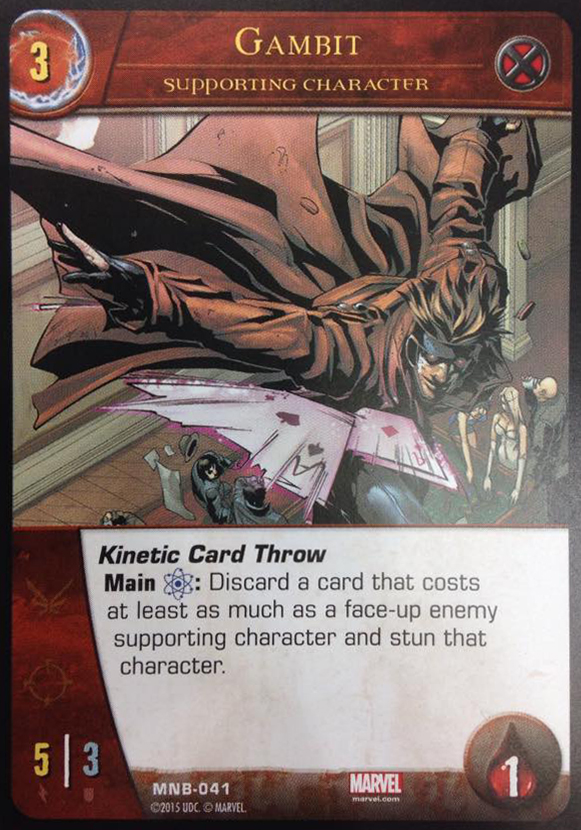 3
GAMBIT
SUPPORTING CHARACTER
Kinetic Card Throw
Main : Discard a card that costs
at least as much as a face-up enemy
supporting character and stun that
character.
5 | 3
1
MNB-041
©2015 UDC. © MARVEL.
MARVEL
marvel.com